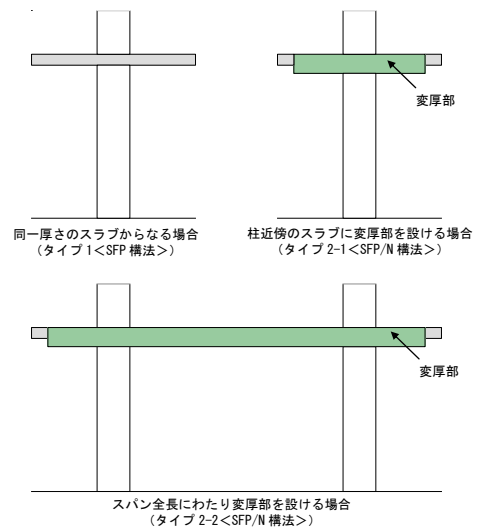 変厚部
同一厚さのスラブからなる場合
（タイプ 1＜SFP 構法＞）
柱近傍のスラブに変厚部を設ける場合
（タイプ 2-1＜SFP/N 構法＞）
変厚部
スパン全長にわたり変厚部を設ける場合
（タイプ 2-2＜SFP/N 構法＞）